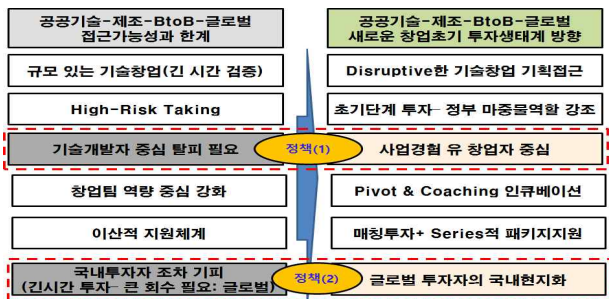 공공기술-제조-BtoB-글로벌
접근가능성과 한계
공공기술-제조-BtoB-글로벌
새로운 창업초기 투자생태계 방향
규모 있는 기술창업(긴 시간 검증)
Disruptive한 기술창업 기획접근
High-Risk Taking
초기단계 투자- 정부 마중물역할 강조
기술개발자 중심 탈피 필요
정책(1)
사업경험 유 창업자 중심
창업팀 역량 중심 강화
Pivot & Coaching 인큐베이션
이산적 지원체계
매칭투자+ Series적 패키지지원
국내투자자 조차 기피
(긴시간 투자- 큰 회수 필요: 글로벌)
정책(2)
글로벌 투자자의 국내현지화